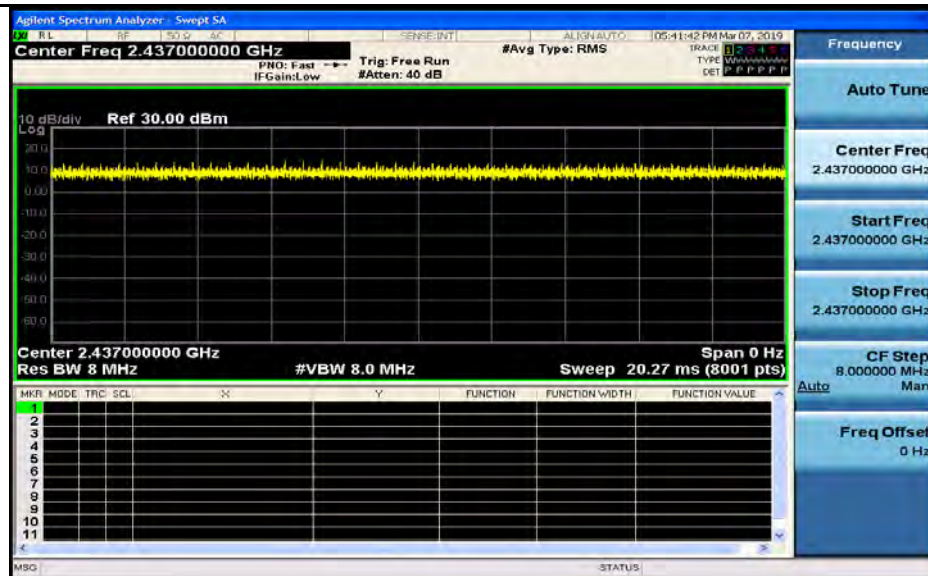 Agilent Spectrum Analyzer - Swept SA
RL RF 50 Ω AC SENSE:INT ALIGN AUTO 05:41:42 PM Mar 07, 2019
Center Freq 2.437000000 GHz
PNO: Fast
IFGain:Low
Trig: Free Run
#Atten: 40 dB
#Avg Type: RMS
TRACE 1 2 3 4 5 6
TYPE
DET P P P P P P
10 dB/div Ref 30.00 dBm
Log
20.0
10.0
0.00
-10.0
-20.0
-30.0
-40.0
-50.0
-60.0
Center 2.437000000 GHz Span 0 Hz
Res BW 8 MHz #VBW 8.0 MHz Sweep 20.27 ms (8001 pts)
MKR MODE TRC SCL X Y FUNCTION FUNCTION WIDTH FUNCTION VALUE
1
2
3
4
5
6
7
8
9
10
11
MSG STATUS
Frequency
Auto Tune
Center Freq
2.437000000 GHz
Start Freq
2.437000000 GHz
Stop Freq
2.437000000 GHz
CF Step
8.000000 MHz
Auto Man
Freq Offset
0 Hz